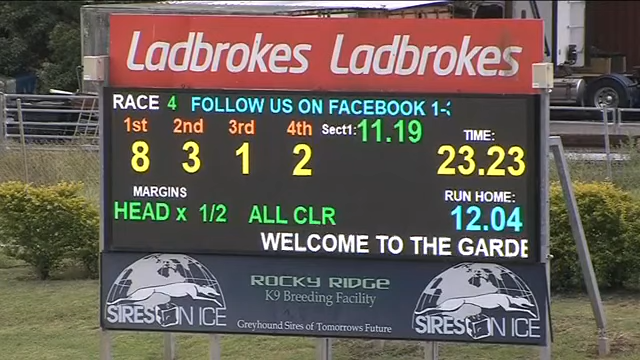 Ladbrokes Ladbrokes
RACE 4 FOLLOW US ON FACEBOOK 1-
1st 2nd 3rd 4th Sect1: 11.19 TIME:
8 3 1 2 23.23
MARGINS RUN HOME:
HEAD x 1/2 ALL CLR 12.04
WELCOME TO THE GARDE
ROCKY RIDGE
K9 Breeding Facility
SIRES ON ICE Greyhound Sires of Tomorrows Future SIRES ON ICE